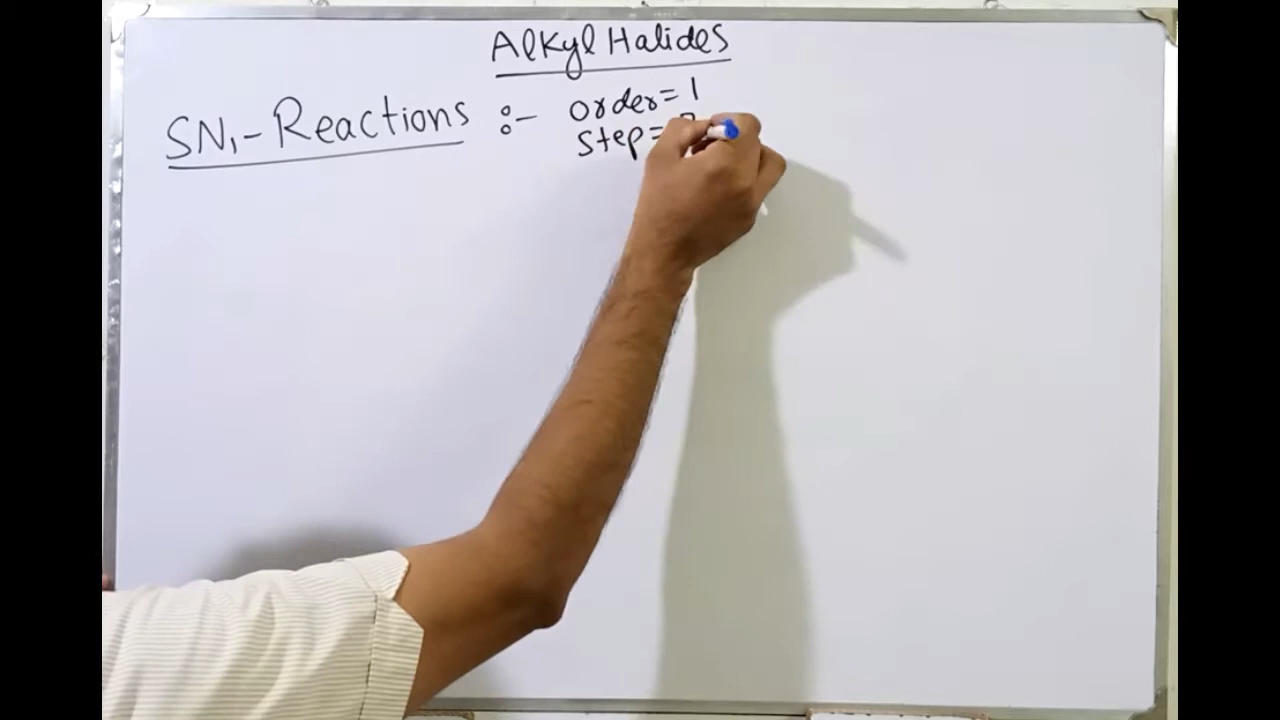 Alkyl Halides
SN1-Reactions :- order=1
step=